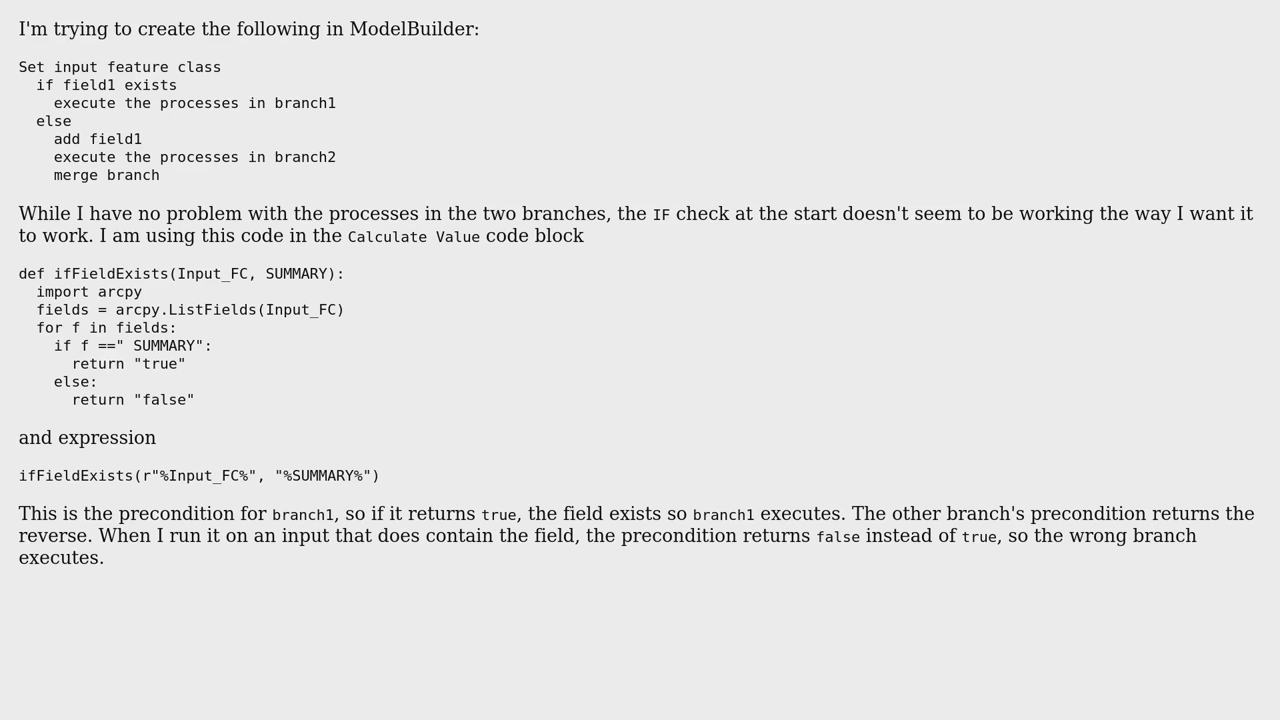 I'm trying to create the following in ModelBuilder:
Set input feature class
  if field1 exists
    execute the processes in branch1
  else
    add field1
    execute the processes in branch2
    merge branch
While I have no problem with the processes in the two branches, the IF check at the start doesn't seem to be working the way I want it
to work. I am using this code in the Calculate Value code block
def ifFieldExists(Input_FC, SUMMARY):
  import arcpy
  fields = arcpy.ListFields(Input_FC)
  for f in fields:
    if f ==" SUMMARY":
      return "true"
    else:
      return "false"
and expression
ifFieldExists(r"%Input_FC%", "%SUMMARY%")
This is the precondition for branch1, so if it returns true, the field exists so branch1 executes. The other branch's precondition returns the
reverse. When I run it on an input that does contain the field, the precondition returns false instead of true, so the wrong branch
executes.